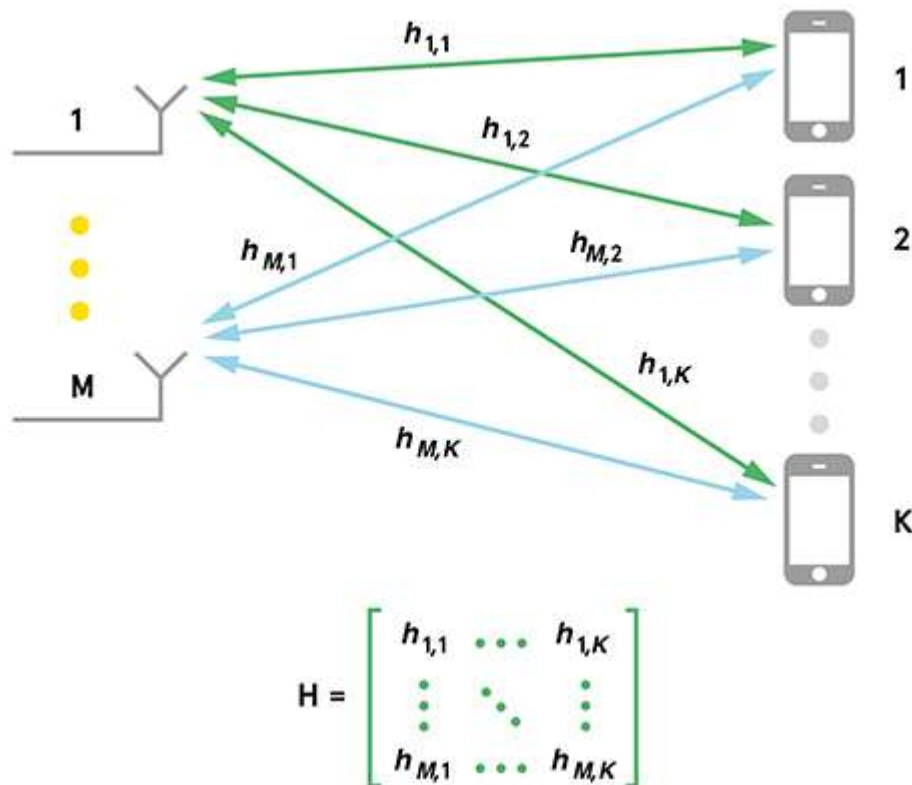 h1,1
1
1
h1,2
2
hM,1
hM,2
M
h1,K
hM,K
K
h1,1 ... h1,K
H =
hM,1 ... hM,K